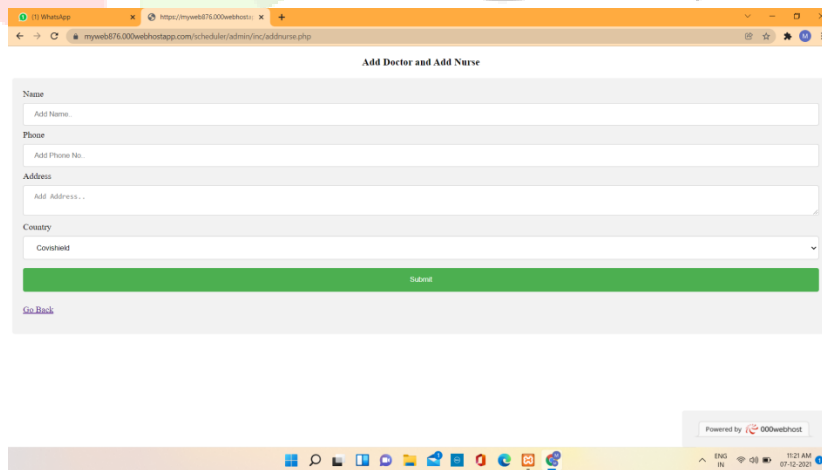 (1) WhatsApp
https://myweb876.000webhosta
myweb876.000webhostapp.com/scheduler/admin/inc/addnurse.php
M
Add Doctor and Add Nurse
Name
Add Name..
Phone
Add Phone No..
Address
Add Address..
Country
Covishield
Submit
Go Back
Powered by 000webhost
ENG
IN
11:21 AM
07-12-2021